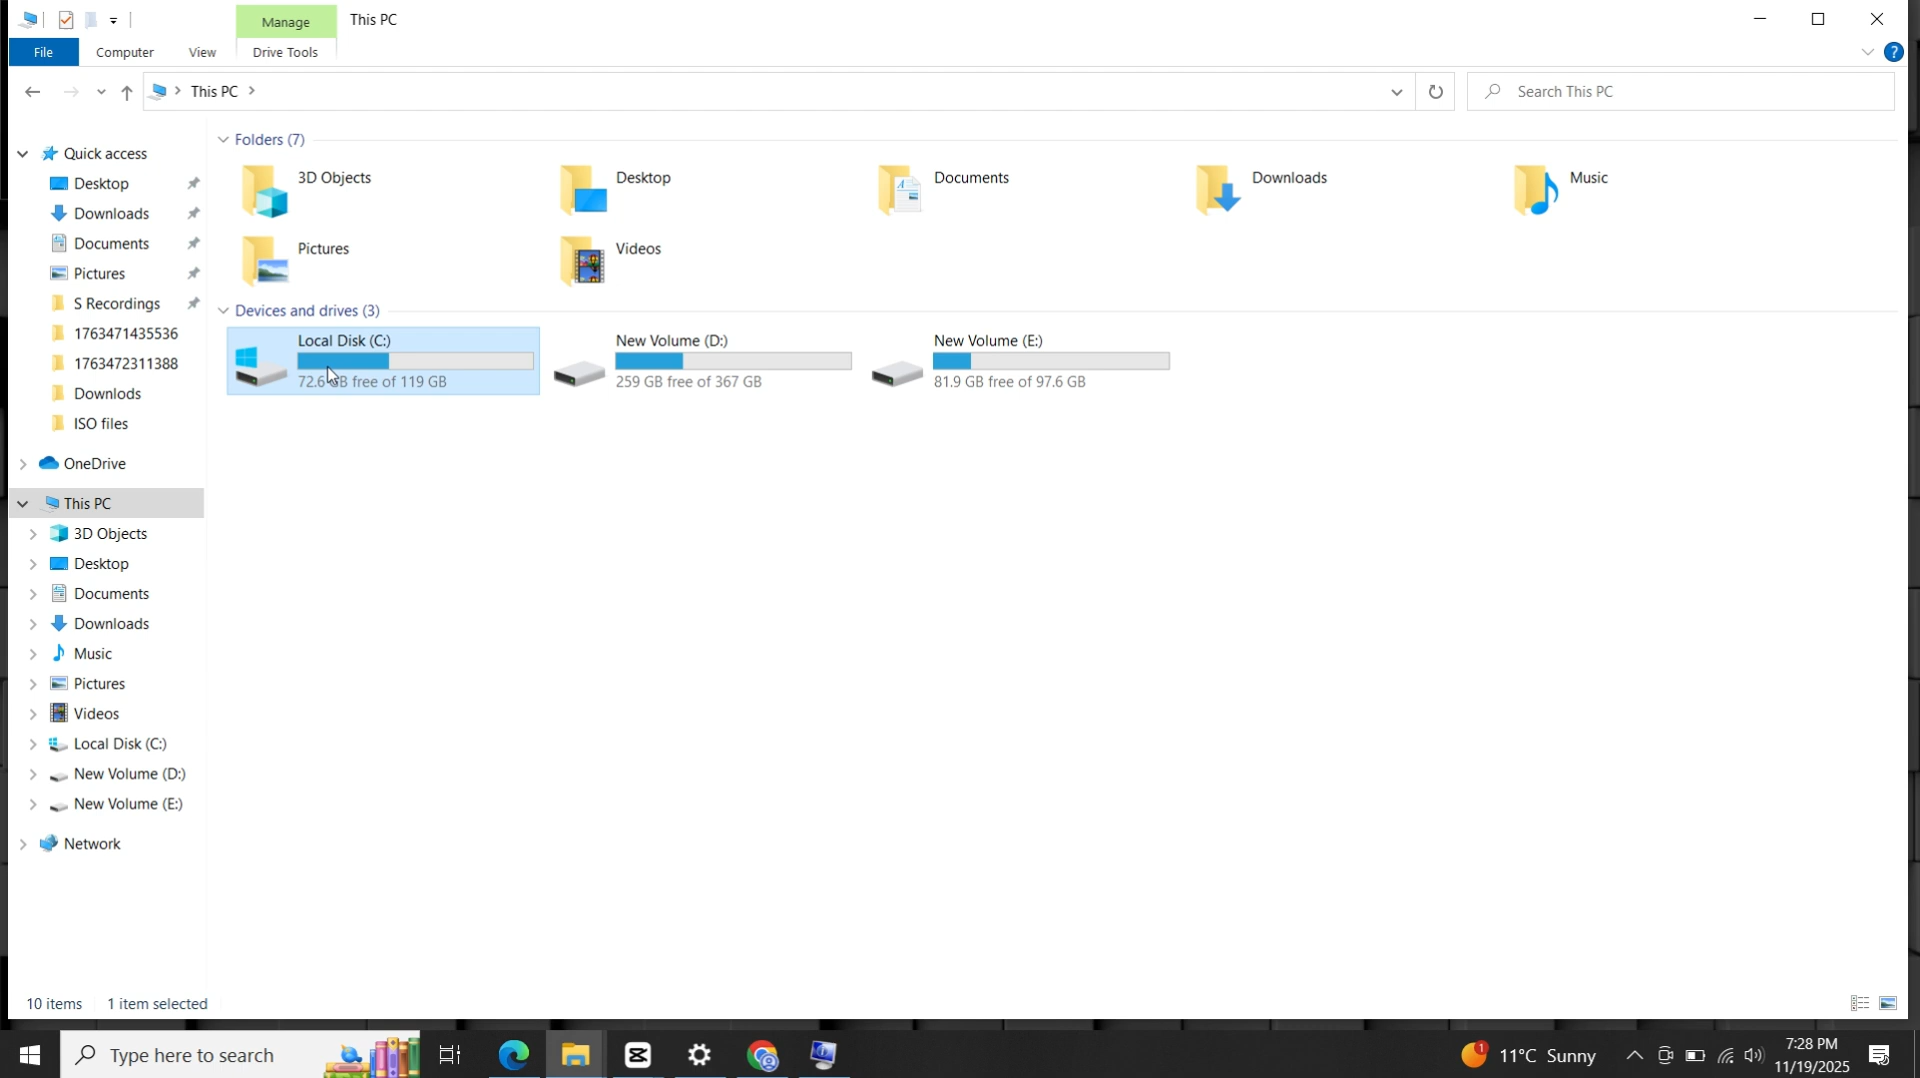 Manage
This PC
File
Computer
View
Drive Tools
This PC
Search This PC
Quick access
Desktop
Downloads
Documents
Pictures
S Recordings
1763471435536
1763472311388
Downlods
ISO files
OneDrive
This PC
3D Objects
Desktop
Documents
Downloads
Music
Pictures
Videos
Local Disk (C:)
New Volume (D:)
New Volume (E:)
Network
Folders (7)
3D Objects
Desktop
Documents
Downloads
Music
Pictures
Videos
Devices and drives (3)
Local Disk (C:)
72.6 GB free of 119 GB
New Volume (D:)
259 GB free of 367 GB
New Volume (E:)
81.9 GB free of 97.6 GB
10 items
1 item selected
Type here to search
1
11°C Sunny
7:28 PM
11/19/2025